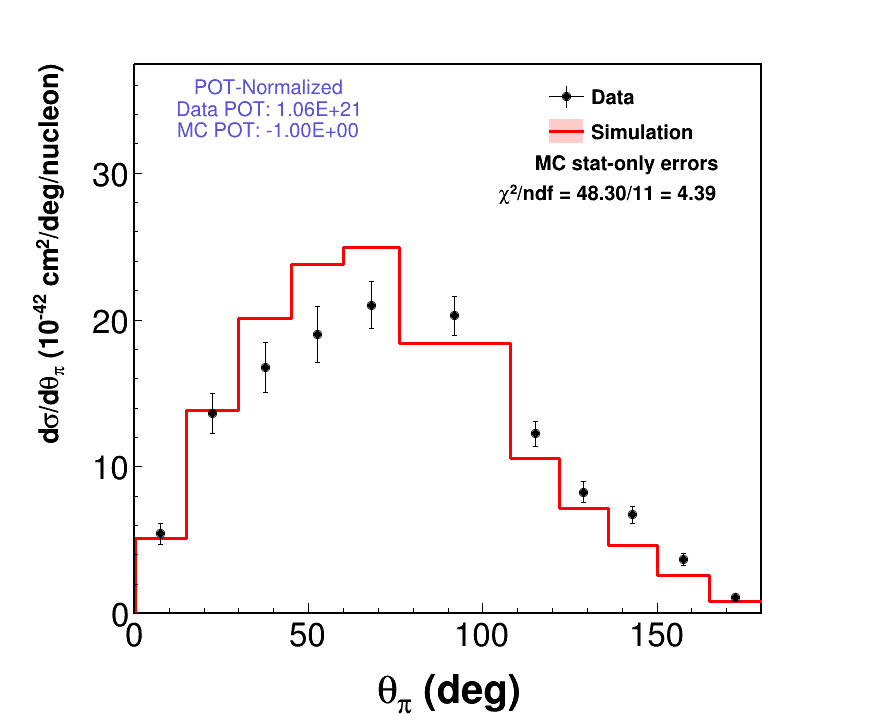 POT-Normalized
Data POT: 1.06E+21
MC POT: -1.00E+00
Data
Simulation
MC stat-only errors
χ²/ndf = 48.30/11 = 4.39
dσ/dθπ (10⁻⁴² cm²/deg/nucleon)
30
20
10
0
0 50 100 150
θπ (deg)